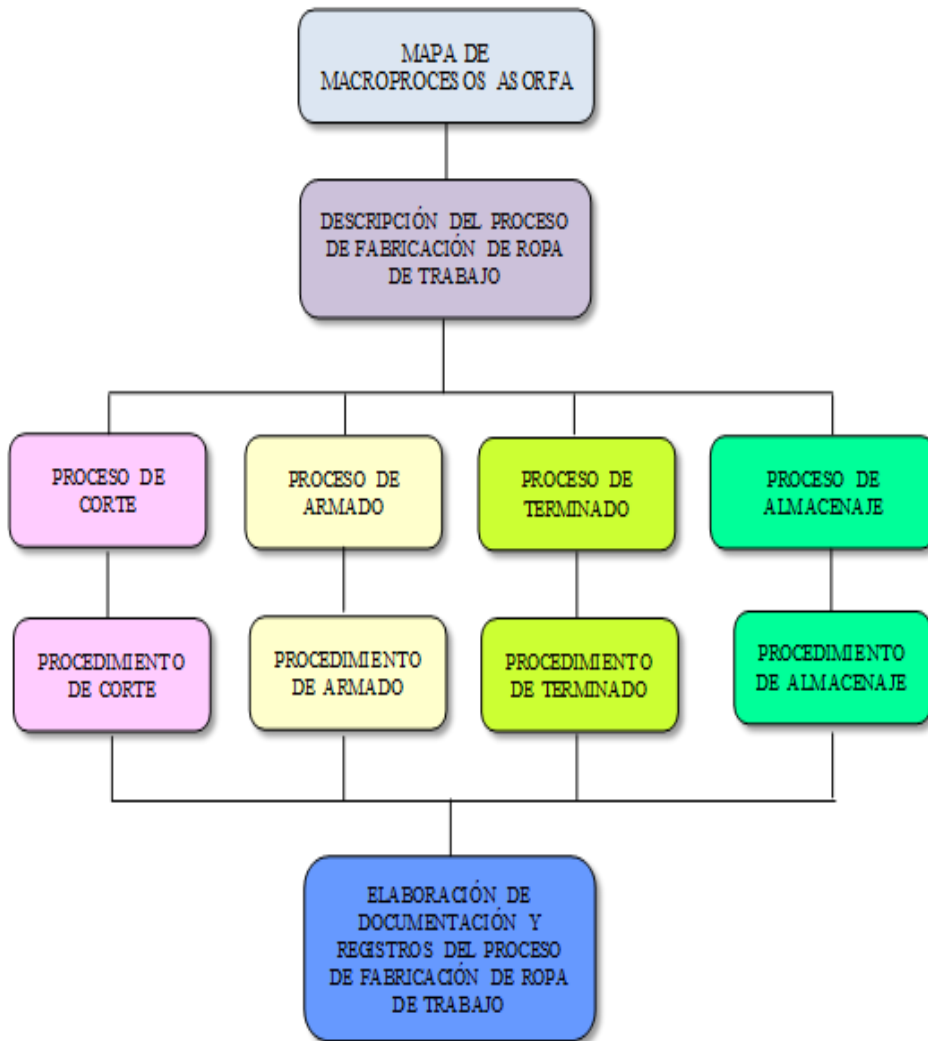 MAPA DE
MACROPROCESOS ASORFA
DESCRIPCIÓN DEL PROCESO
DE FABRICACIÓN DE ROPA
DE TRABAJO
PROCESO DE
CORTE
PROCESO DE
ARMADO
PROCESO DE
TERMINADO
PROCESO DE
ALMACENAJE
PROCEDIMIENTO
DE CORTE
PROCEDIMIENTO
DE ARMADO
PROCEDIMIENTO
DE TERMINADO
PROCEDIMIENTO
DE ALMACENAJE
ELABORACIÓN DE
DOCUMENTACIÓN Y
REGISTROS DEL PROCESO
DE FABRICACIÓN DE ROPA
DE TRABAJO